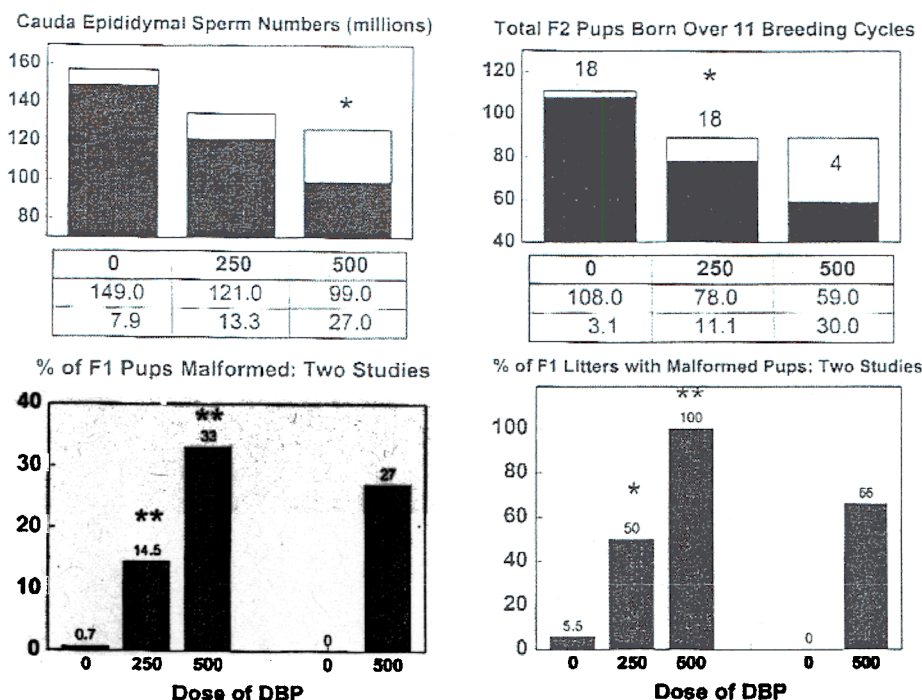 Cauda Epididymal Sperm Numbers (millions)
160
140
120
100
80
*
0 250 500
149.0 121.0 99.0
7.9 13.3 27.0
Total F2 Pups Born Over 11 Breeding Cycles
120
100
80
60
40
18
*
18
4
0 250 500
108.0 78.0 59.0
3.1 11.1 30.0
% of F1 Pups Malformed: Two Studies
40
30
20
10
0
0.7
**
14.5
**
33
0
27
0 250 500 0 500
Dose of DBP
% of F1 Litters with Malformed Pups: Two Studies
100
80
60
40
20
0
5.5
*
50
**
100
0
66
0 250 500 0 500
Dose of DBP